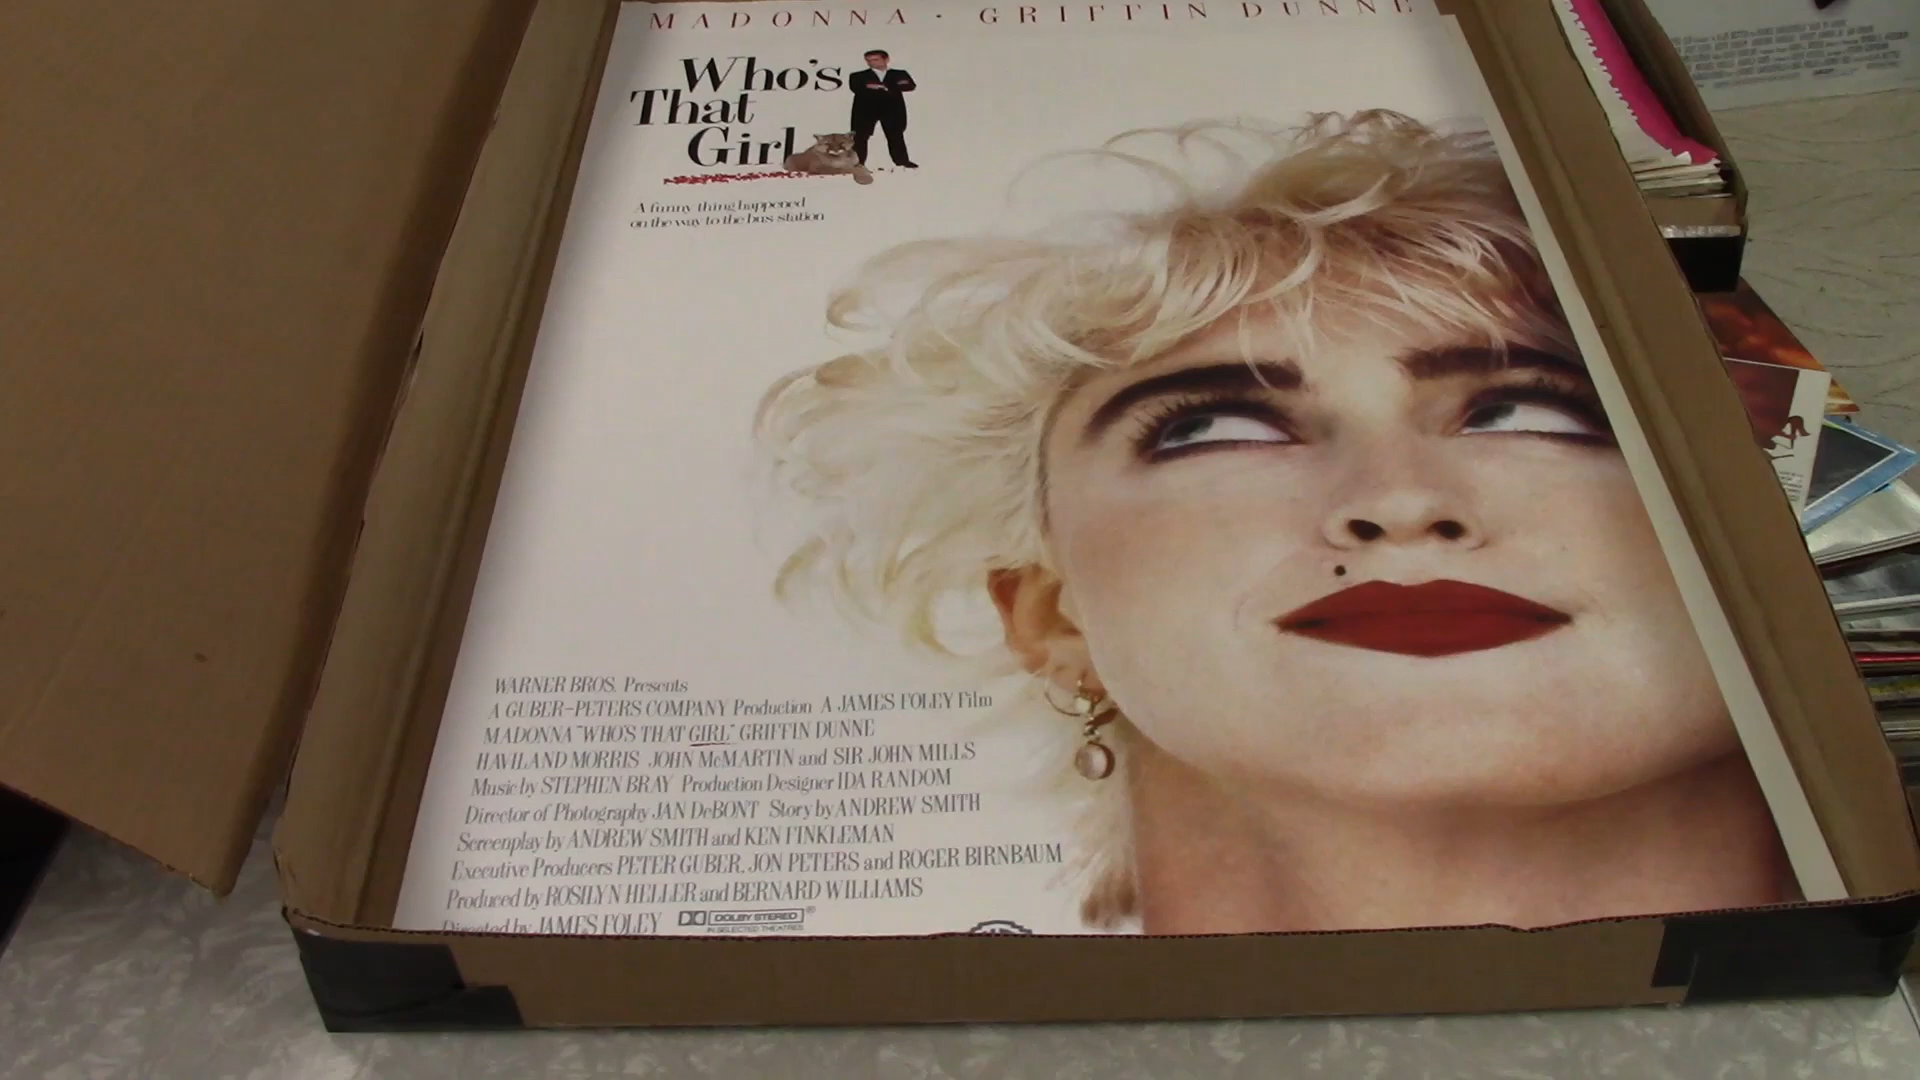 MADONNA · GRIFFIN DUNNE
Who's
That
Girl
A funny thing happened
on the way to the bus station
WARNER BROS. Presents
A GUBER-PETERS COMPANY Production A JAMES FOLEY Film
MADONNA "WHO'S THAT GIRL" GRIFFIN DUNNE
HAVILAND MORRIS JOHN McMARTIN and SIR JOHN MILLS
Music by STEPHEN BRAY Production Designer IDA RANDOM
Director of Photography JAN DeBONT Story by ANDREW SMITH
Screenplay by ANDREW SMITH and KEN FINKLEMAN
Executive Producers PETER GUBER, JON PETERS and ROGER BIRNBAUM
Produced by ROSILYN HELLER and BERNARD WILLIAMS
Directed by JAMES FOLEY DOLBY STEREO®
IN SELECTED THEATRES